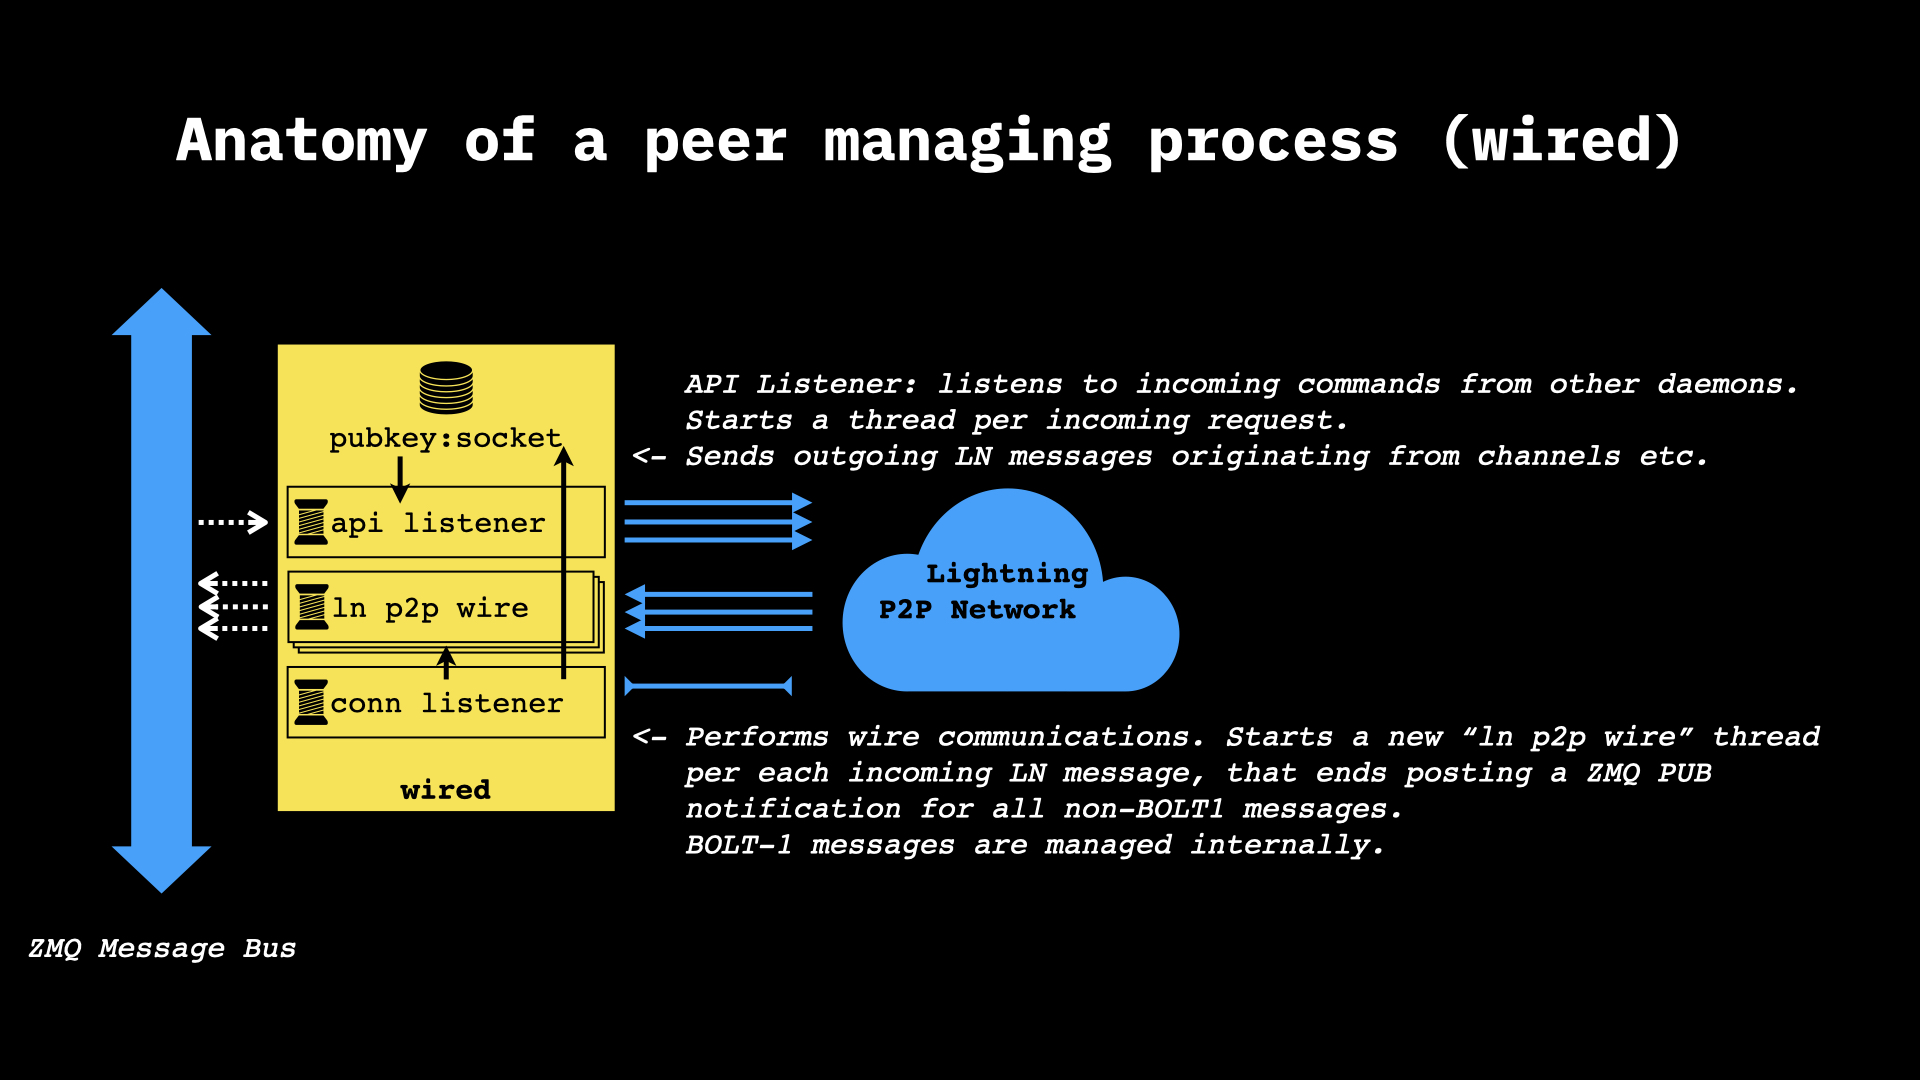 Anatomy of a peer managing process (wired)
API Listener: listens to incoming commands from other daemons.
Starts a thread per incoming request.
<- Sends outgoing LN messages originating from channels etc.
pubkey:socket
api listener
ln p2p wire
conn listener
wired
Lightning
P2P Network
<- Performs wire communications. Starts a new “ln p2p wire” thread
per each incoming LN message, that ends posting a ZMQ PUB
notification for all non-BOLT1 messages.
BOLT-1 messages are managed internally.
ZMQ Message Bus